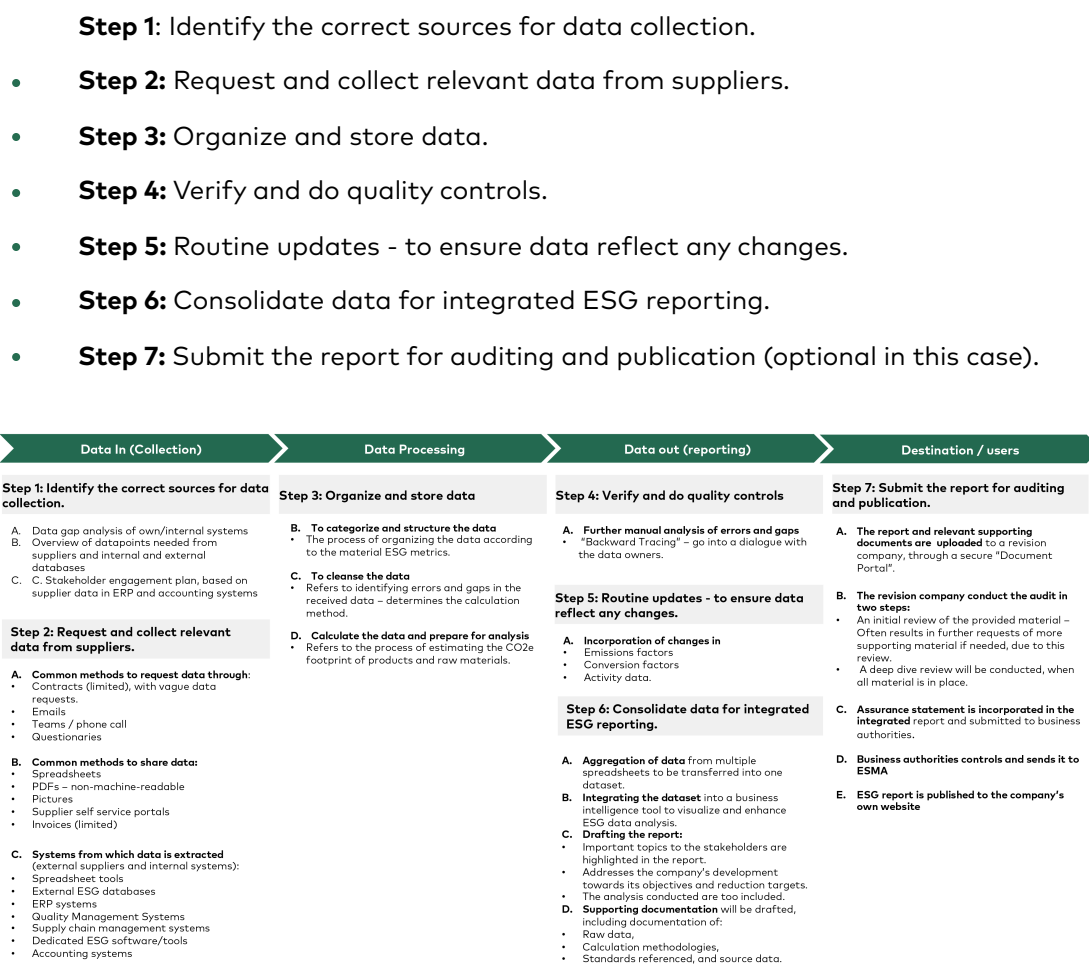 Step 1: Identify the correct sources for data collection.
• Step 2: Request and collect relevant data from suppliers.
• Step 3: Organize and store data.
• Step 4: Verify and do quality controls.
• Step 5: Routine updates - to ensure data reflect any changes.
• Step 6: Consolidate data for integrated ESG reporting.
• Step 7: Submit the report for auditing and publication (optional in this case).
Data In (Collection)
Step 1: Identify the correct sources for data
collection.
A. Data gap analysis of own/internal systems
B. Overview of datapoints needed from
suppliers and internal and external
databases
C. C. Stakeholder engagement plan, based on
supplier data in ERP and accounting systems
Step 2: Request and collect relevant
data from suppliers.
A. Common methods to request data through:
• Contracts (limited), with vague data
requests.
• Emails
• Teams / phone call
• Questionaries
B. Common methods to share data:
• Spreadsheets
• PDFs – non-machine-readable
• Pictures
• Supplier self service portals
• Invoices (limited)
C. Systems from which data is extracted
(external suppliers and internal systems):
• Spreadsheet tools
• External ESG databases
• ERP systems
• Quality Management Systems
• Supply chain management systems
• Dedicated ESG software/tools
• Accounting systems
Data Processing
Step 3: Organize and store data
B. To categorize and structure the data
• The process of organizing the data according
to the material ESG metrics.
C. To cleanse the data
• Refers to identifying errors and gaps in the
received data – determines the calculation
method.
D. Calculate the data and prepare for analysis
• Refers to the process of estimating the CO2e
footprint of products and raw materials.
Data out (reporting)
Step 4: Verify and do quality controls
A. Further manual analysis of errors and gaps
• “Backward Tracing” – go into a dialogue with
the data owners.
Step 5: Routine updates - to ensure data
reflect any changes.
A. Incorporation of changes in
• Emissions factors
• Conversion factors
• Activity data.
Step 6: Consolidate data for integrated
ESG reporting.
A. Aggregation of data from multiple
spreadsheets to be transferred into one
dataset.
B. Integrating the dataset into a business
intelligence tool to visualize and enhance
ESG data analysis.
C. Drafting the report:
• Important topics to the stakeholders are
highlighted in the report.
• Addresses the company’s development
towards its objectives and reduction targets.
• The analysis conducted are too included.
D. Supporting documentation will be drafted,
including documentation of:
• Raw data,
• Calculation methodologies,
• Standards referenced, and source data.
Destination / users
Step 7: Submit the report for auditing
and publication.
A. The report and relevant supporting
documents are uploaded to a revision
company, through a secure “Document
Portal”.
B. The revision company conduct the audit in
two steps:
• An initial review of the provided material –
Often results in further requests of more
supporting material if needed, due to this
review.
• A deep dive review will be conducted, when
all material is in place.
C. Assurance statement is incorporated in the
integrated report and submitted to business
authorities.
D. Business authorities controls and sends it to
ESMA
E. ESG report is published to the company’s
own website